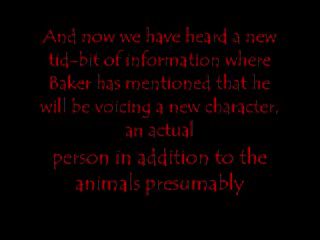 And now we have heard a new
tid-bit of information where
Baker has mentioned that he
will be voicing a new character,
an actual
person in addition to the
animals presumably